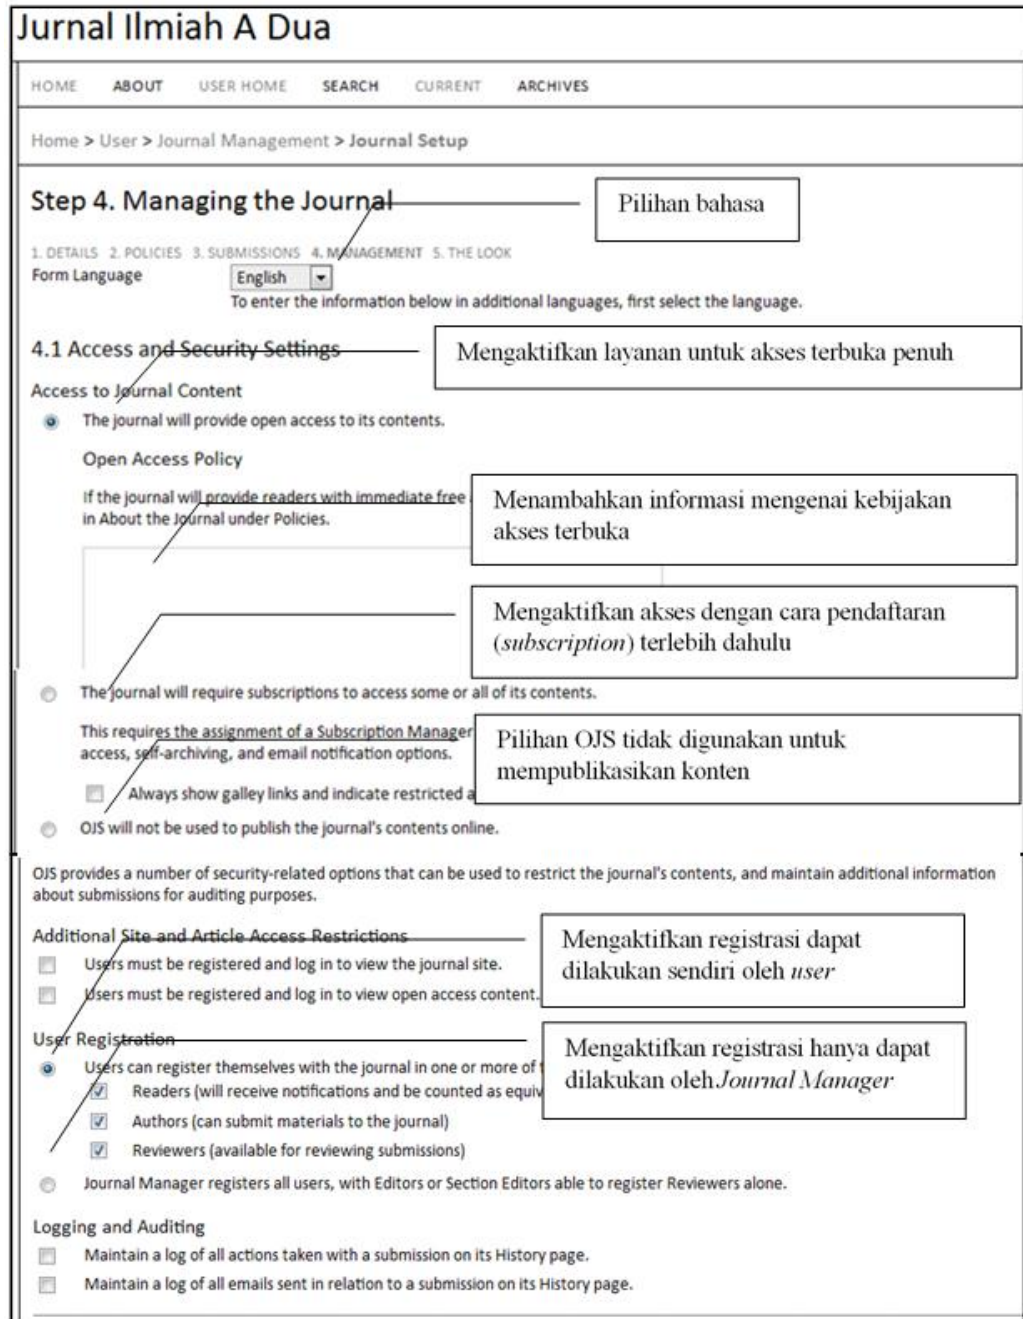 Jurnal Ilmiah A Dua
HOME ABOUT USER HOME SEARCH CURRENT ARCHIVES
Home > User > Journal Management > Journal Setup
Step 4. Managing the Journal
Pilihan bahasa
1. DETAILS 2. POLICIES 3. SUBMISSIONS 4. MANAGEMENT 5. THE LOOK
Form Language English
To enter the information below in additional languages, first select the language.
4.1 Access and Security Settings
Mengaktifkan layanan untuk akses terbuka penuh
Access to Journal Content
The journal will provide open access to its contents.
Open Access Policy
If the journal will provide readers with immediate free
in About the Journal under Policies.
Menambahkan informasi mengenai kebijakan
akses terbuka
Mengaktifkan akses dengan cara pendaftaran
(subscription) terlebih dahulu
The journal will require subscriptions to access some or all of its contents.
This requires the assignment of a Subscription Manager
access, self-archiving, and email notification options.
Pilihan OJS tidak digunakan untuk
mempublikasikan konten
Always show galley links and indicate restricted a
OJS will not be used to publish the journal's contents online.
OJS provides a number of security-related options that can be used to restrict the journal's contents, and maintain additional information
about submissions for auditing purposes.
Additional Site and Article Access Restrictions
Mengaktifkan registrasi dapat
dilakukan sendiri oleh user
Users must be registered and log in to view the journal site.
Users must be registered and log in to view open access content.
User Registration
Mengaktifkan registrasi hanya dapat
dilakukan oleh Journal Manager
Users can register themselves with the journal in one or more of
Readers (will receive notifications and be counted as equiv
Authors (can submit materials to the journal)
Reviewers (available for reviewing submissions)
Journal Manager registers all users, with Editors or Section Editors able to register Reviewers alone.
Logging and Auditing
Maintain a log of all actions taken with a submission on its History page.
Maintain a log of all emails sent in relation to a submission on its History page.